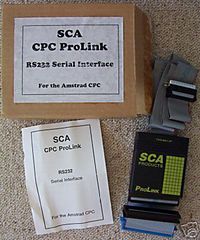 SCA
CPC ProLink
RS232 Serial Interface
For the Amstrad CPC
SCA
CPC ProLink
RS232
Serial Interface
For the Amstrad CPC
SCA
PRODUCTS
PROLINK